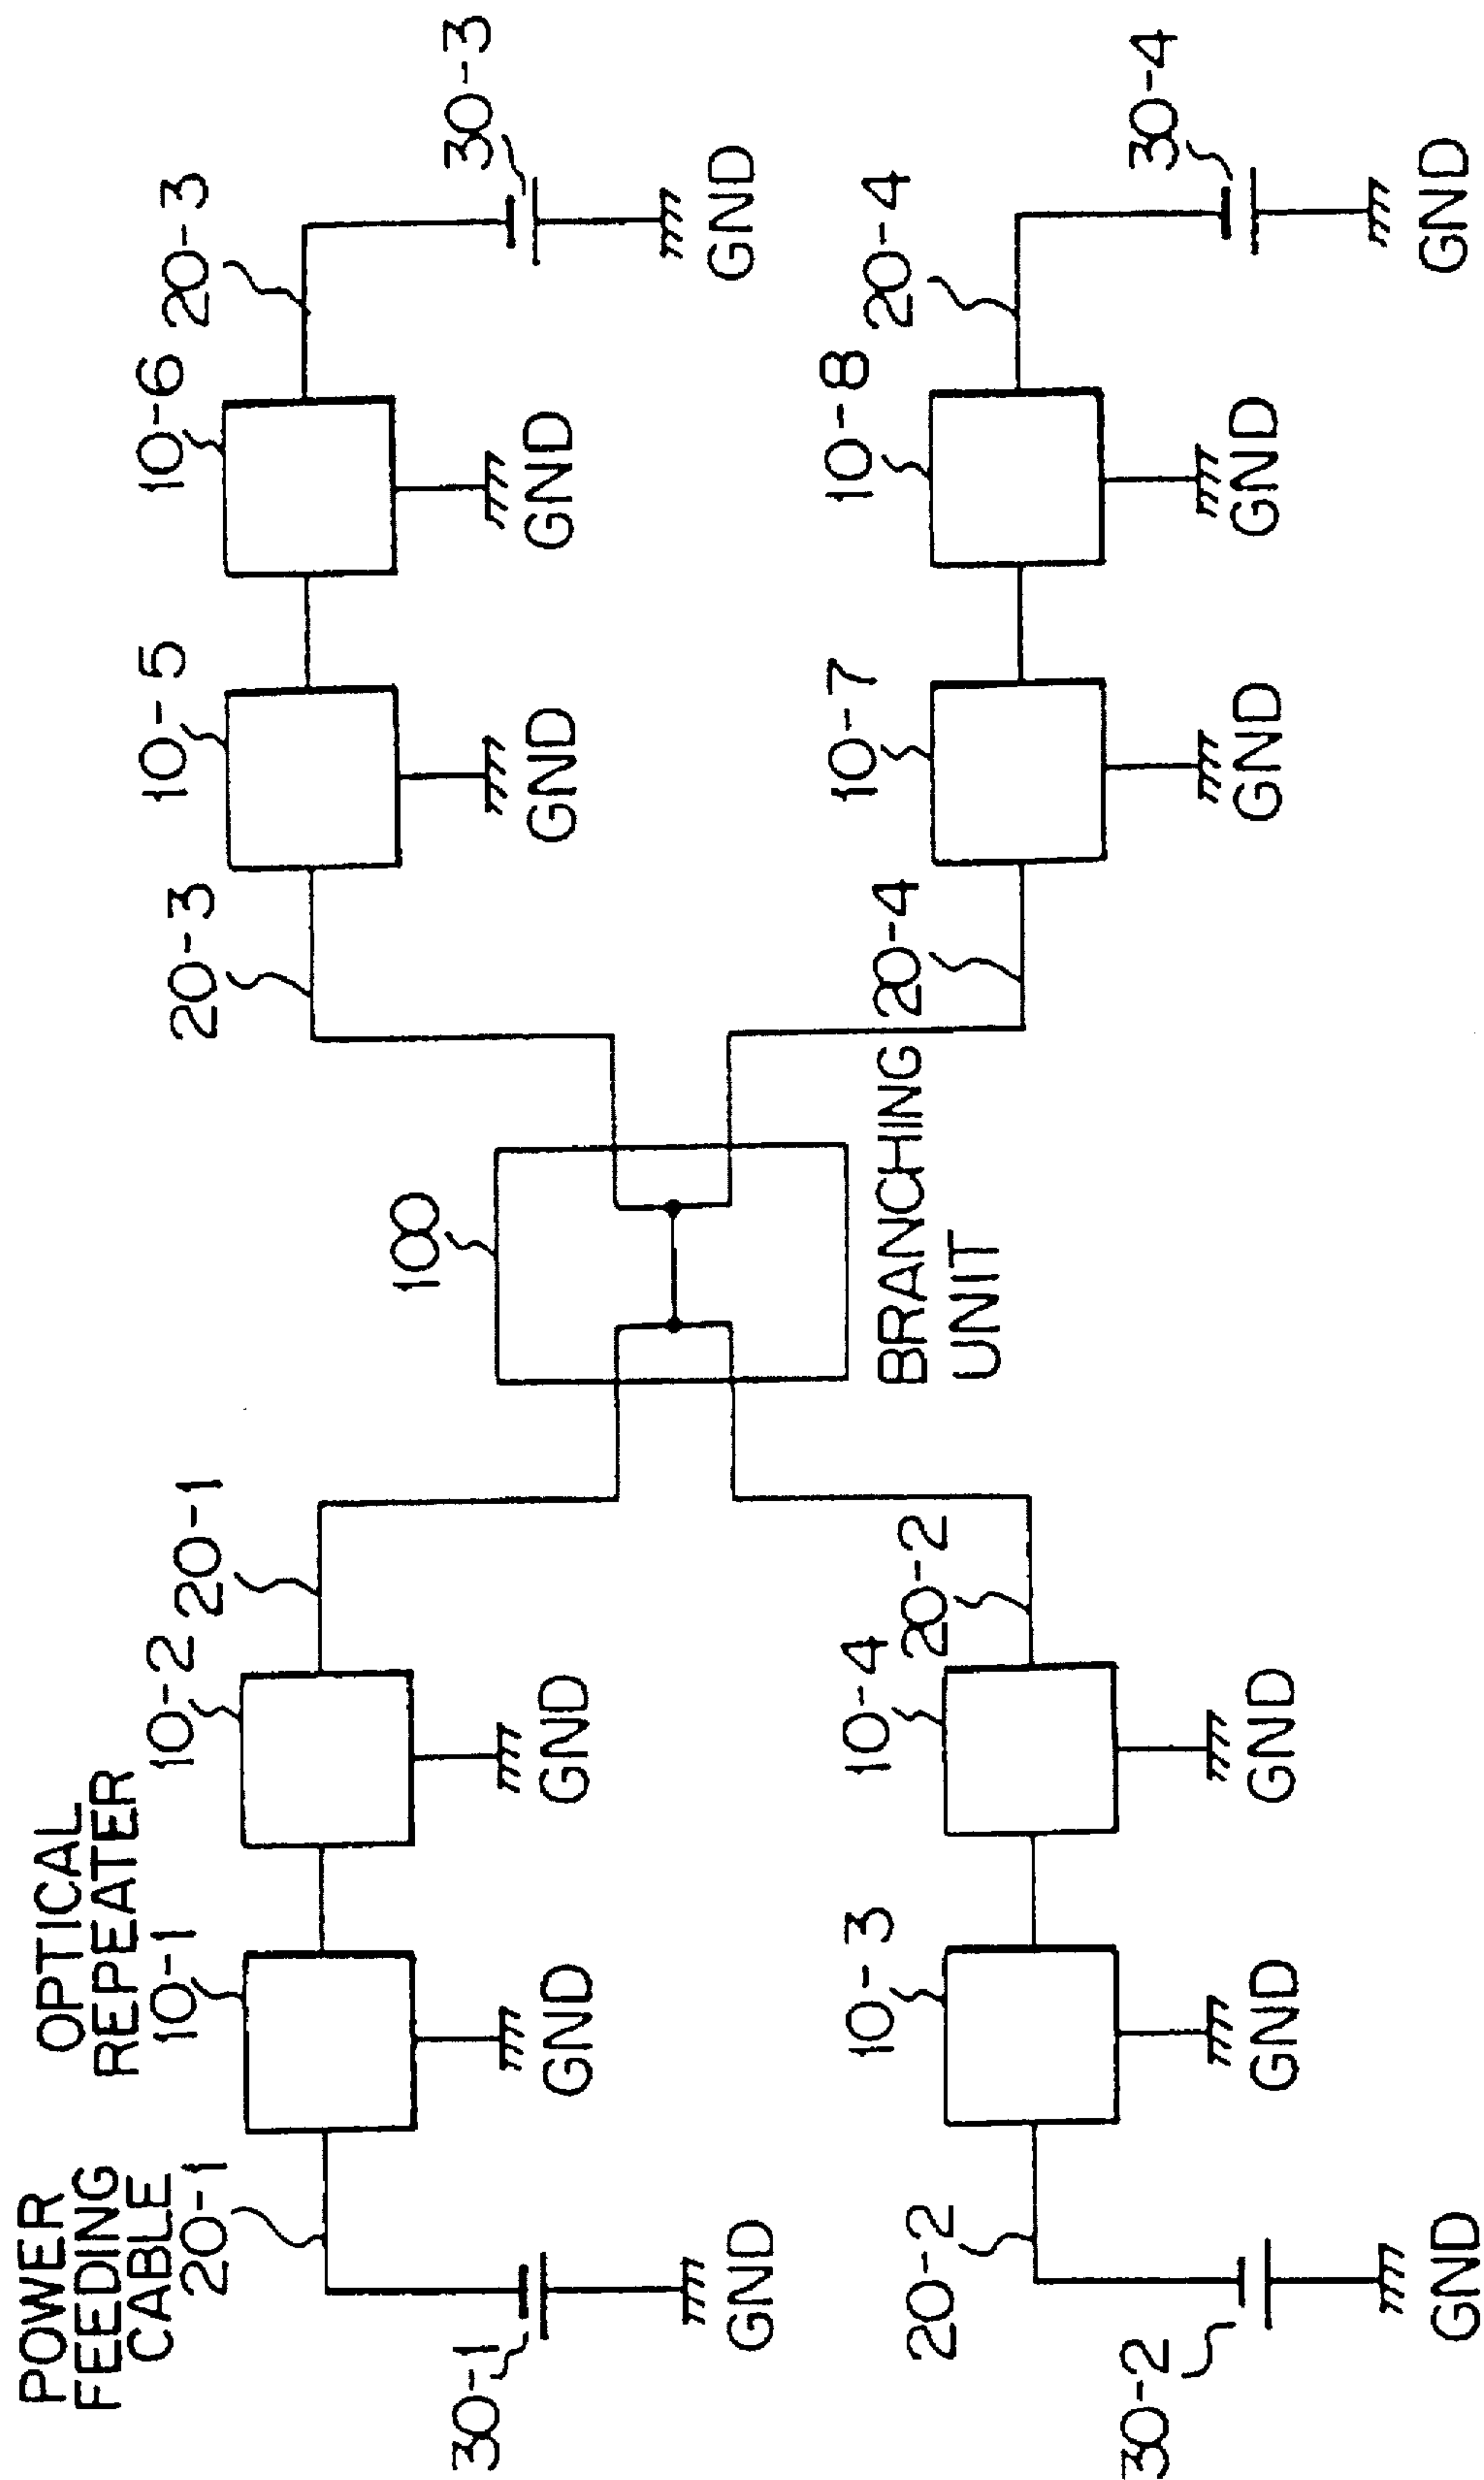 POWER
FEEDING
CABLE
20-1
OPTICAL
REPEATER
10-1
10-2
20-1
30-1
GND
GND
GND
100
BRANCHING
UNIT
20-3
10-5
10-6
20-3
30-3
GND
GND
GND
20-2
10-3
10-4
20-2
30-2
GND
GND
GND
20-4
10-7
10-8
20-4
30-4
GND
GND
GND